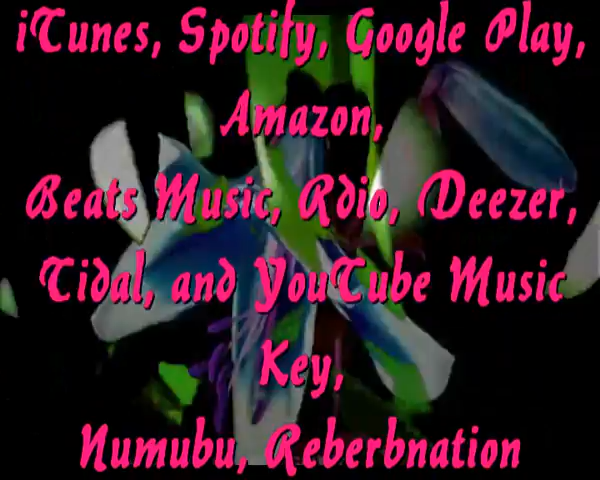 iTunes, Spotify, Google Play,
Amazon,
Beats Music, Rdio, Deezer,
Tidal, and YouTube Music
Key,
Numubu, Reberbnation